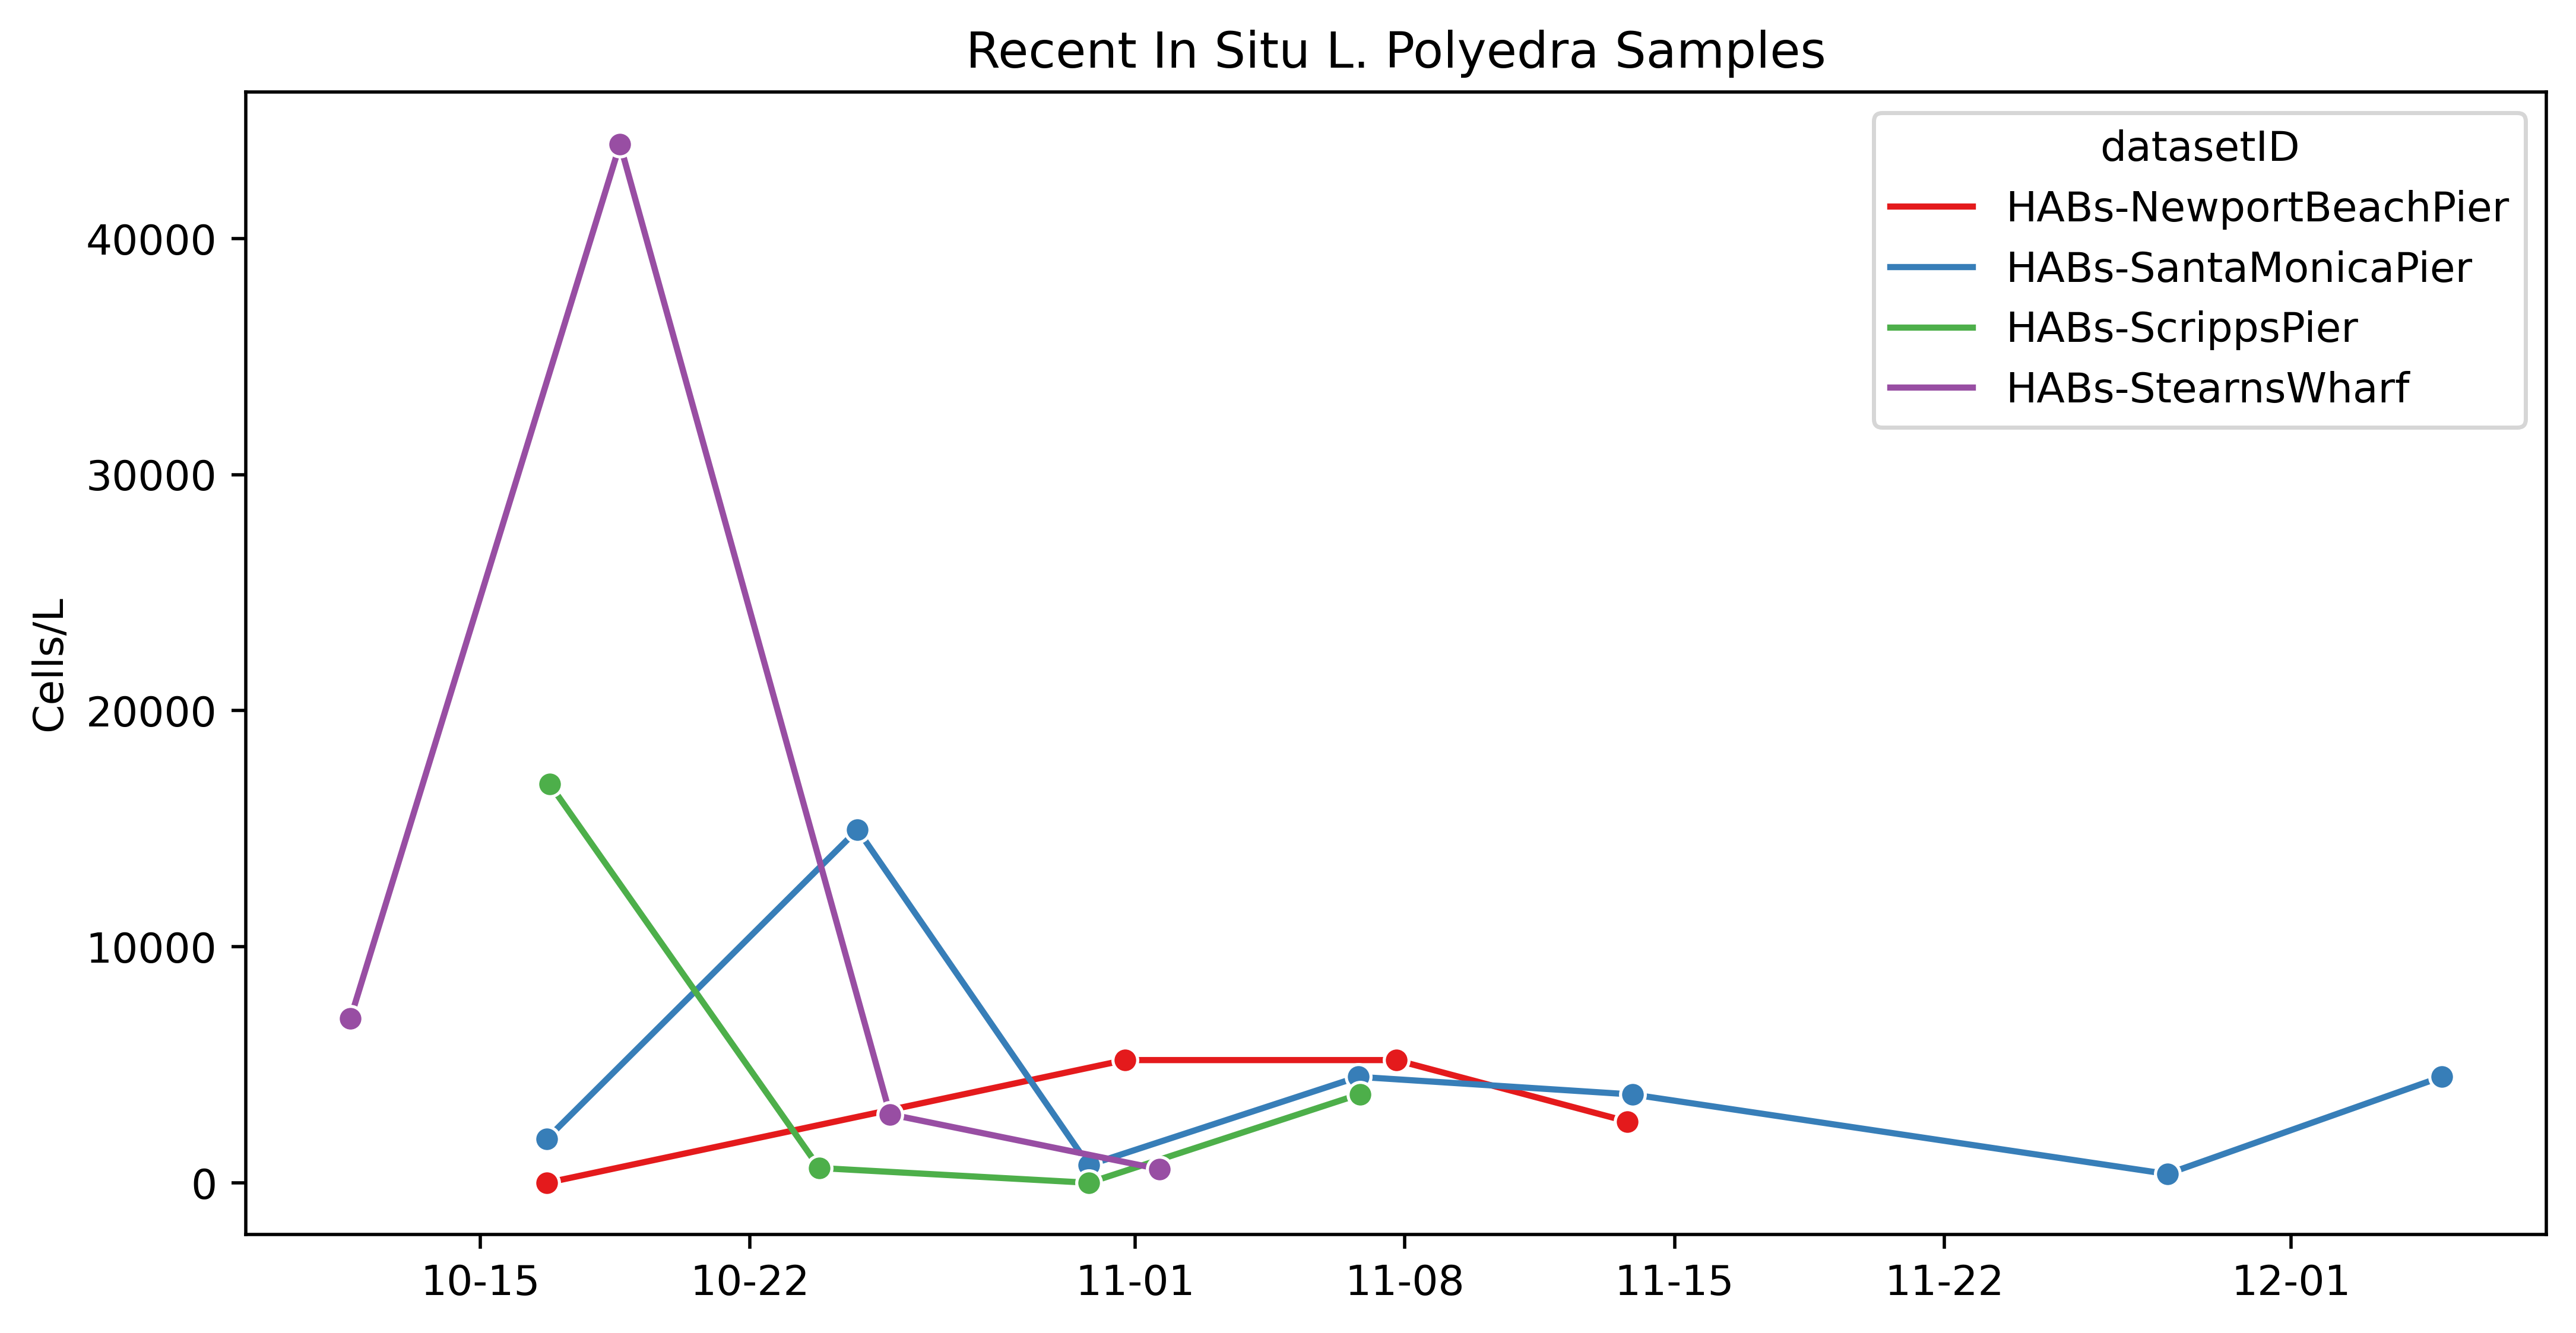 Recent In Situ L. Polyedra Samples
datasetID
HABs-NewportBeachPier
HABs-SantaMonicaPier
HABs-ScrippsPier
HABs-StearnsWharf
Cells/L
40000
30000
20000
10000
0
10-15 10-22 11-01 11-08 11-15 11-22 12-01